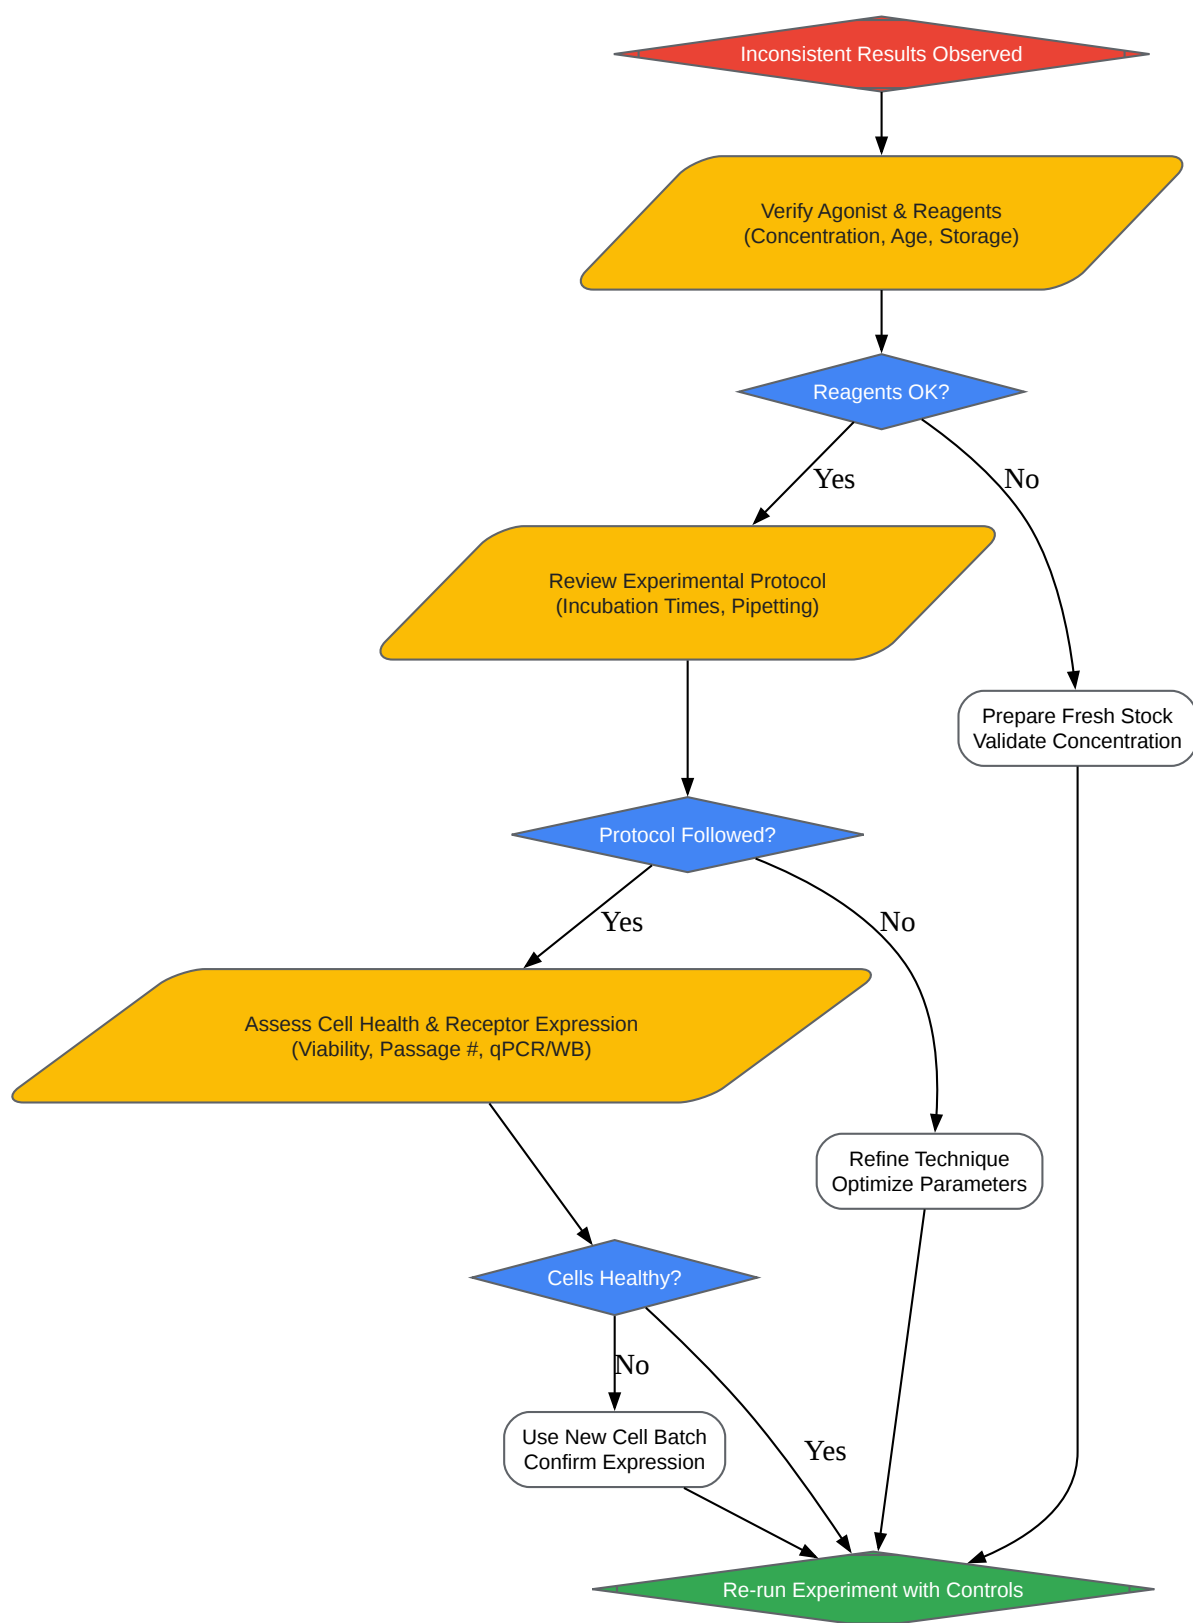 Inconsistent Results Observed
Verify Agonist & Reagents
(Concentration, Age, Storage)
Reagents OK?
Yes
No
Review Experimental Protocol
(Incubation Times, Pipetting)
Prepare Fresh Stock
Validate Concentration
Protocol Followed?
Yes
No
Assess Cell Health & Receptor Expression
(Viability, Passage #, qPCR/WB)
Refine Technique
Optimize Parameters
Cells Healthy?
No
Yes
Use New Cell Batch
Confirm Expression
Re-run Experiment with Controls